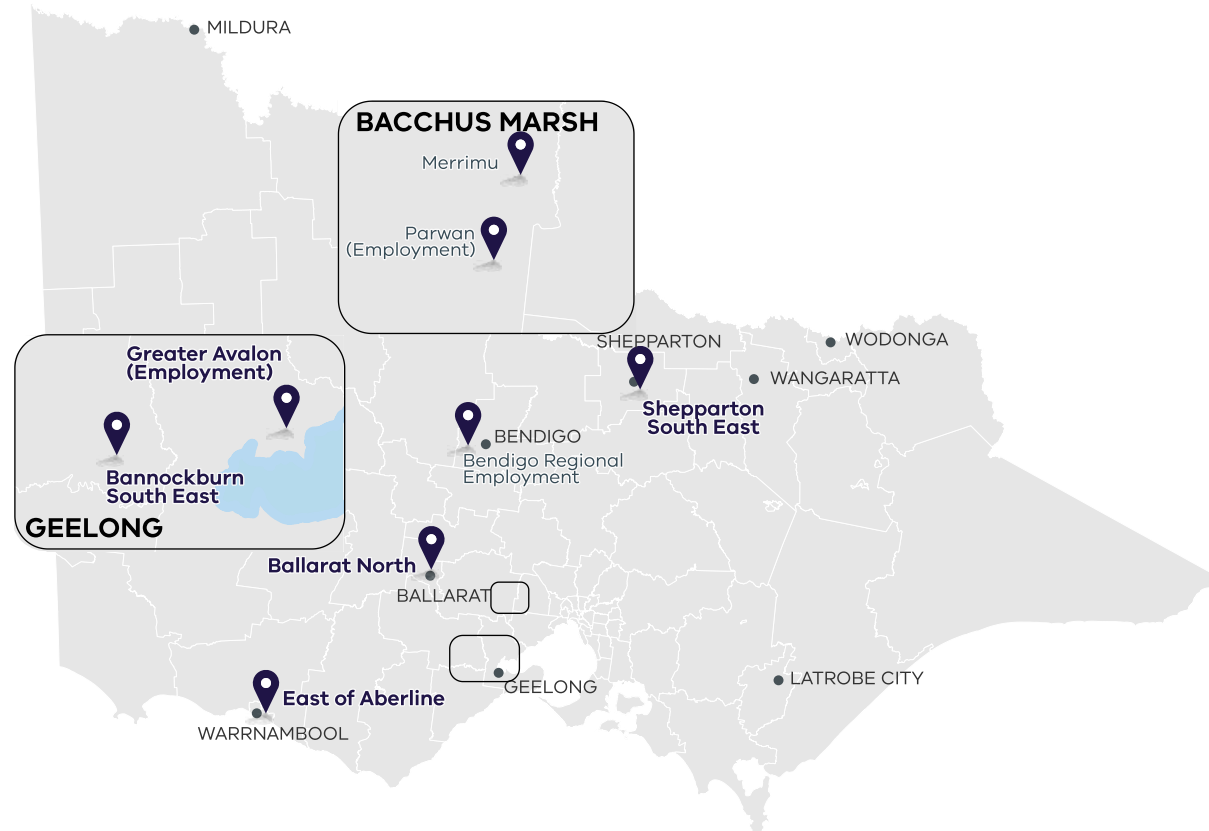 MILDURA
BACCHUS MARSH
Merrimu
Parwan
(Employment)
SHEPPARTON
WODONGA
Greater Avalon
(Employment)
WANGARATTA
Shepparton
South East
BENDIGO
Bendigo Regional
Employment
Bannockburn
South East
GEELONG
Ballarat North
BALLARAT
LATROBE CITY
GEELONG
East of Aberline
WARRNAMBOOL